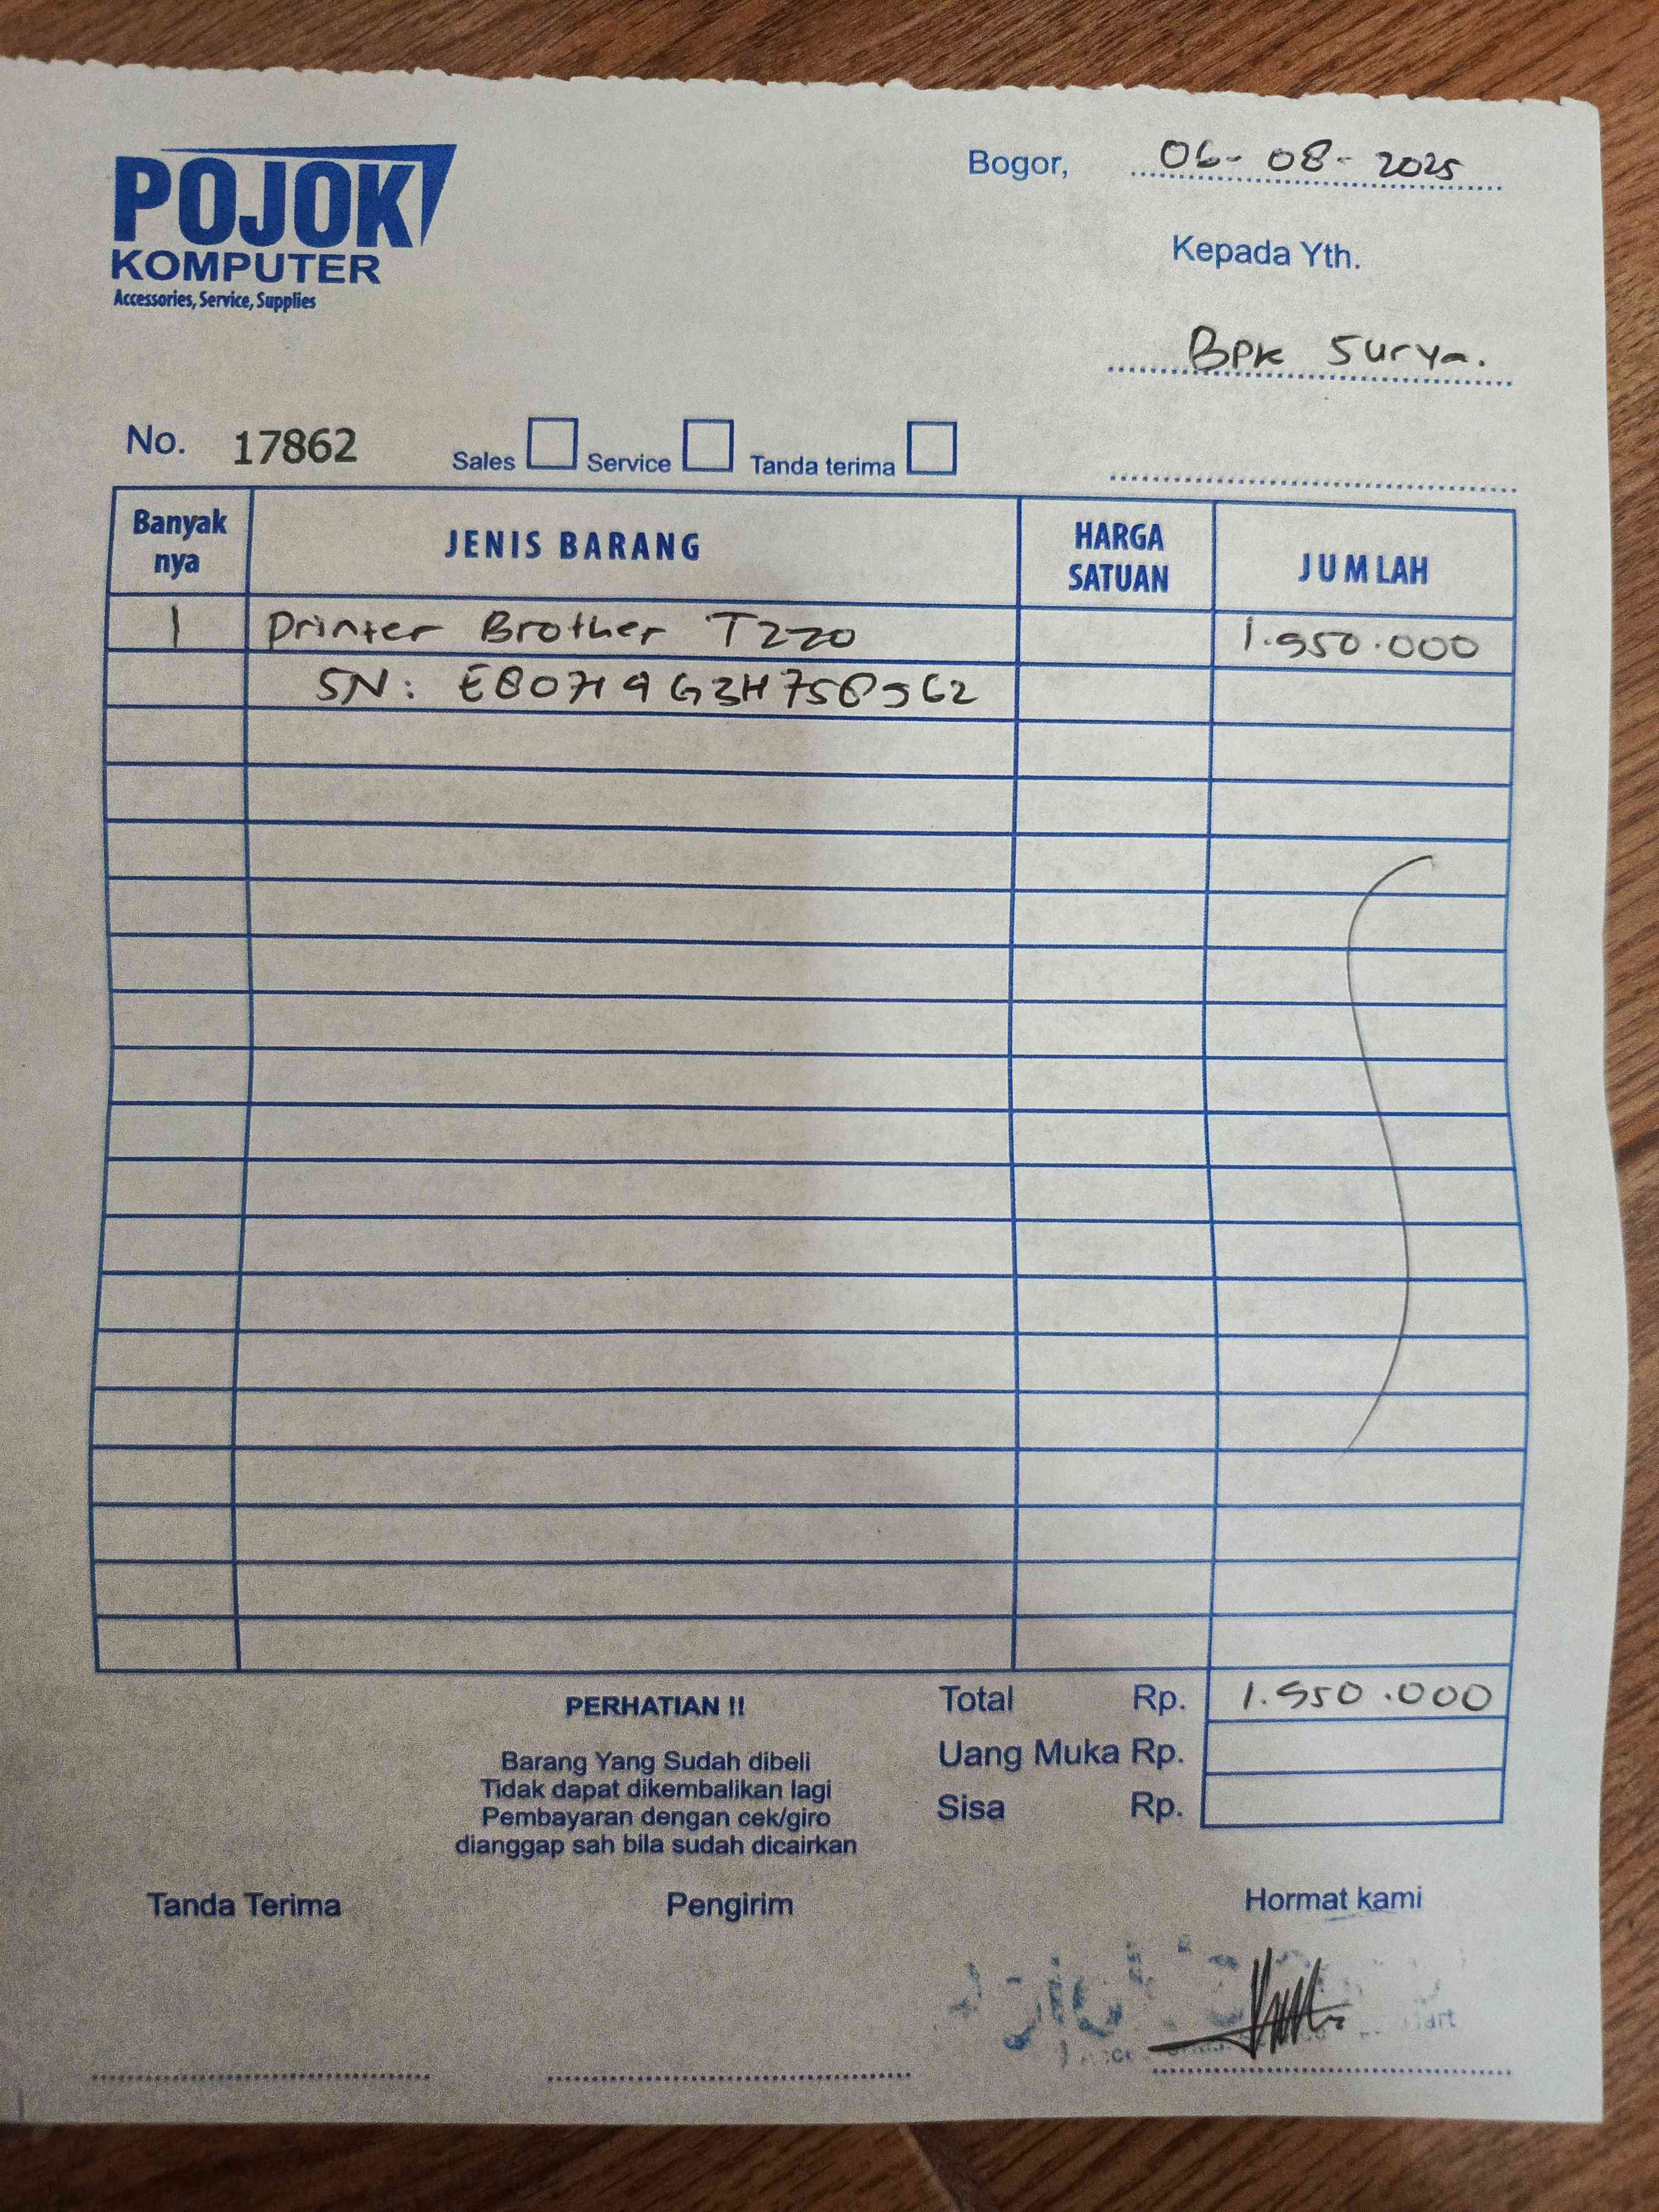 POJOK
KOMPUTER
Accessories, Service, Supplies
Bogor, 06-08-2025
Kepada Yth.
Bpk Surya.
No. 17862 Sales Service Tanda terima
Banyak nya JENIS BARANG HARGA SATUAN JUMLAH
1 Printer Brother T220 1.950.000
SN:
Total Rp. 1.950.000
Uang Muka Rp.
Sisa Rp.
PERHATIAN !!
Barang Yang Sudah dibeli
Tidak dapat dikembalikan lagi
Pembayaran dengan cek/giro
dianggap sah bila sudah dicairkan
Tanda Terima Pengirim Hormat kami